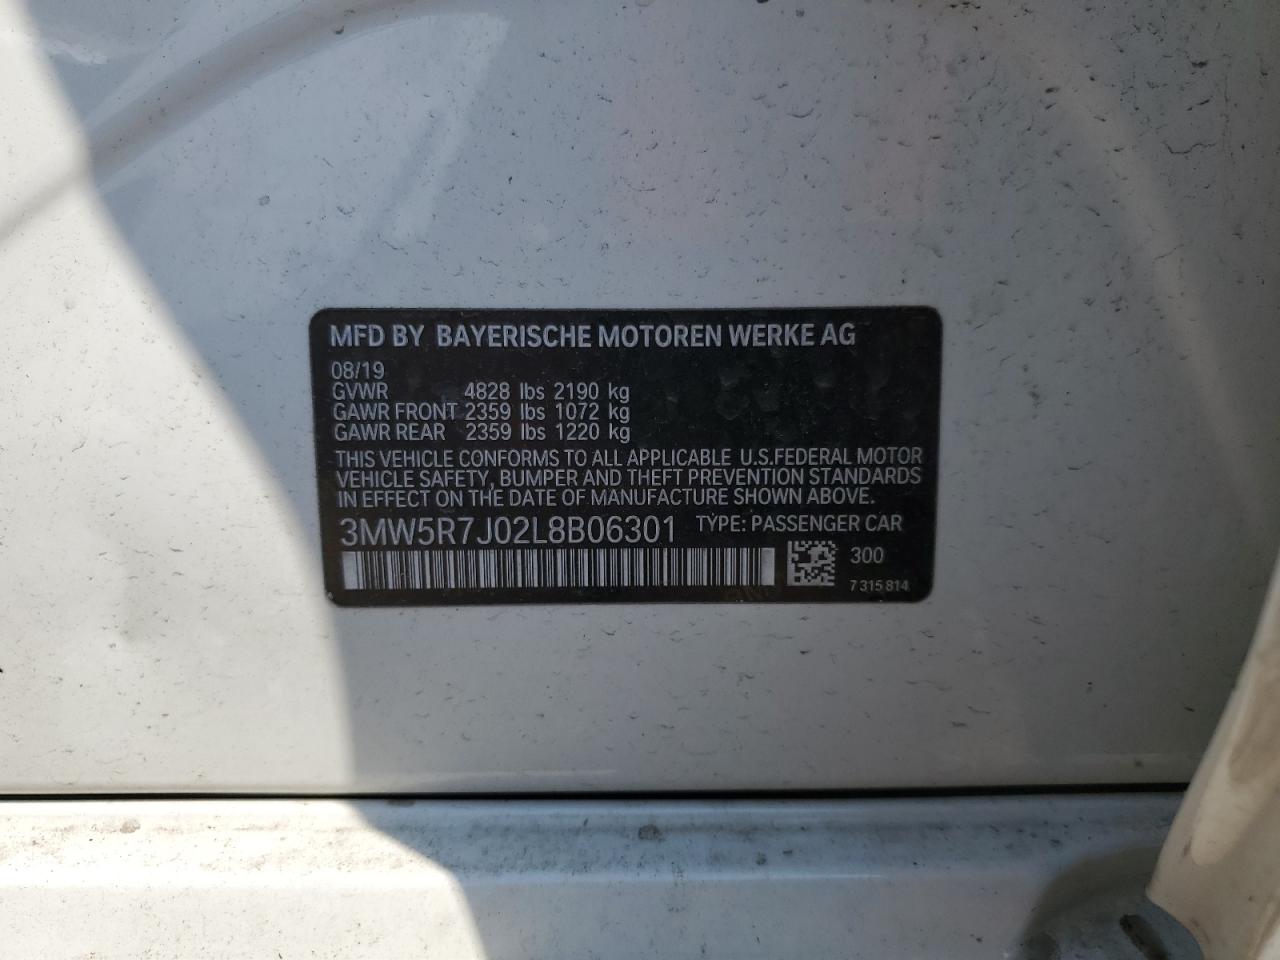 MFD BY BAYERISCHE MOTOREN WERKE AG
08/19
GVWR 4828 lbs 2190 kg
GAWR FRONT 2359 lbs 1072 kg
GAWR REAR 2359 lbs 1220 kg
THIS VEHICLE CONFORMS TO ALL APPLICABLE U.S.FEDERAL MOTOR
VEHICLE SAFETY, BUMPER AND THEFT PREVENTION STANDARDS
IN EFFECT ON THE DATE OF MANUFACTURE SHOWN ABOVE.
3MW5R7J02L8B06301 TYPE: PASSENGER CAR
300
7 315 814